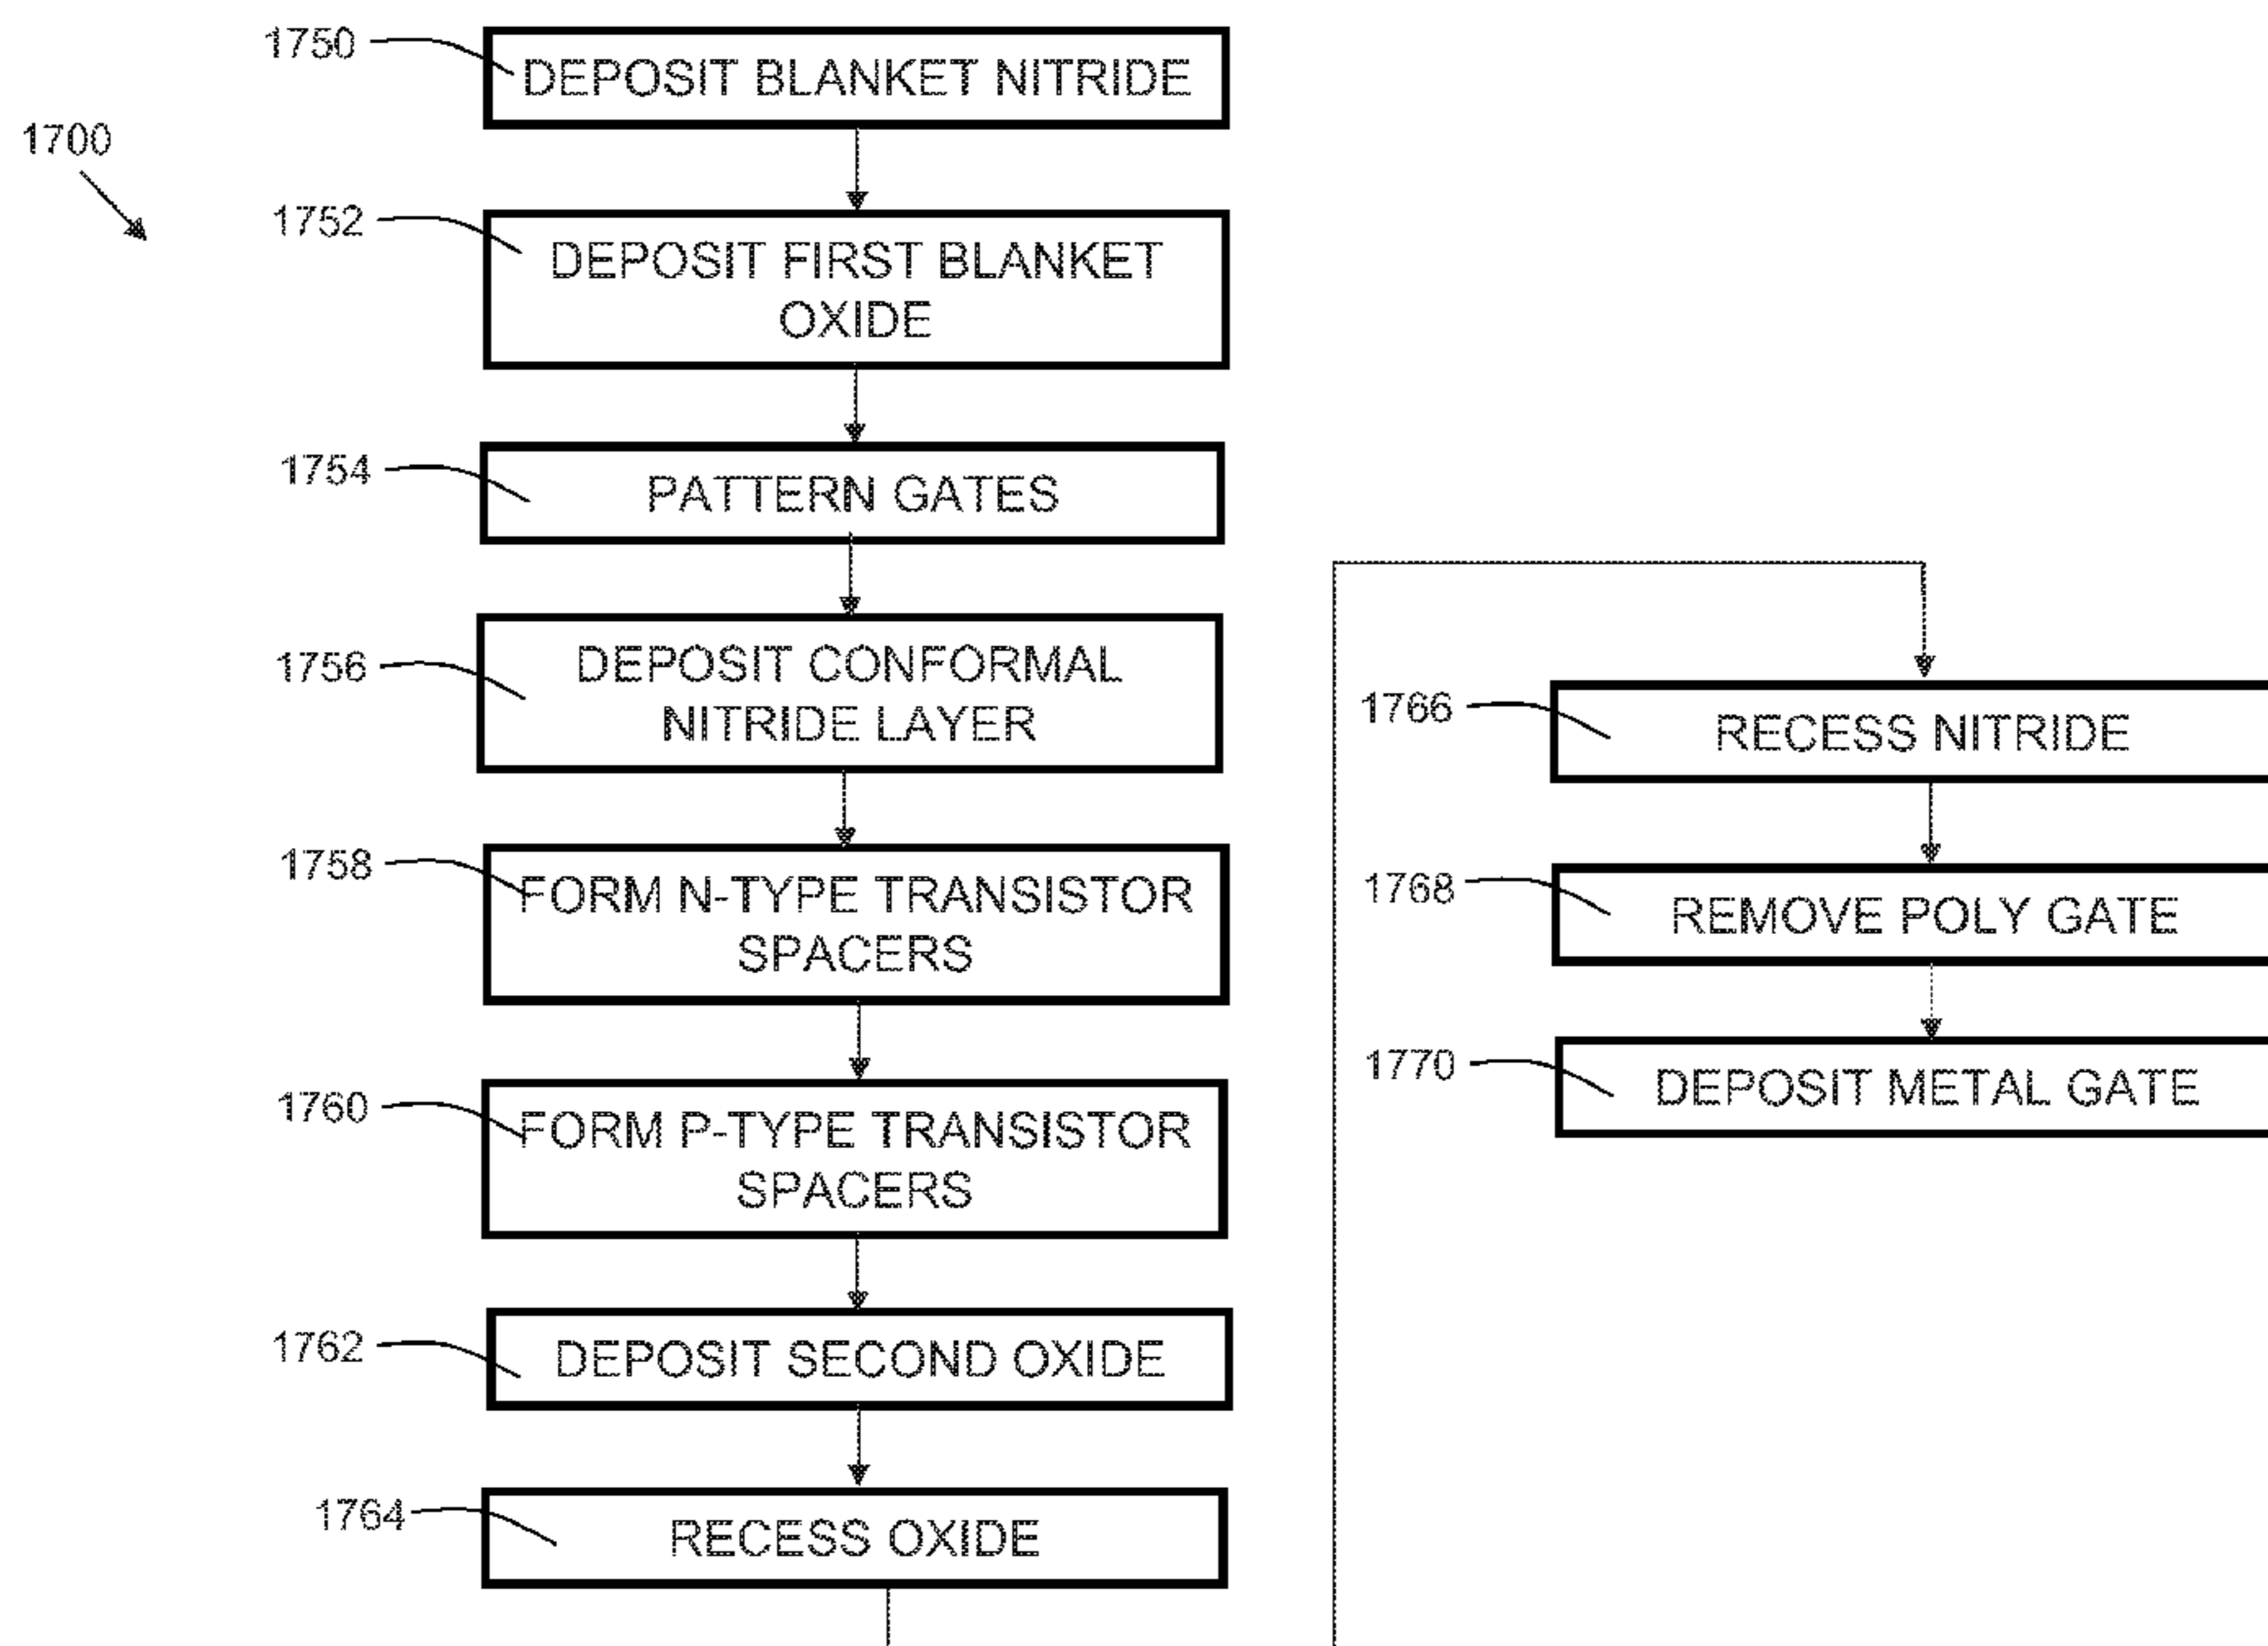 1700
1750
DEPOSIT BLANKET NITRIDE
1752
DEPOSIT FIRST BLANKET
OXIDE
1754
PATTERN GATES
1756
DEPOSIT CONFORMAL
NITRIDE LAYER
1758
FORM N-TYPE TRANSISTOR
SPACERS
1760
FORM P-TYPE TRANSISTOR
SPACERS
1762
DEPOSIT SECOND OXIDE
1764
RECESS OXIDE
1766
RECESS NITRIDE
1768
REMOVE POLY GATE
1770
DEPOSIT METAL GATE